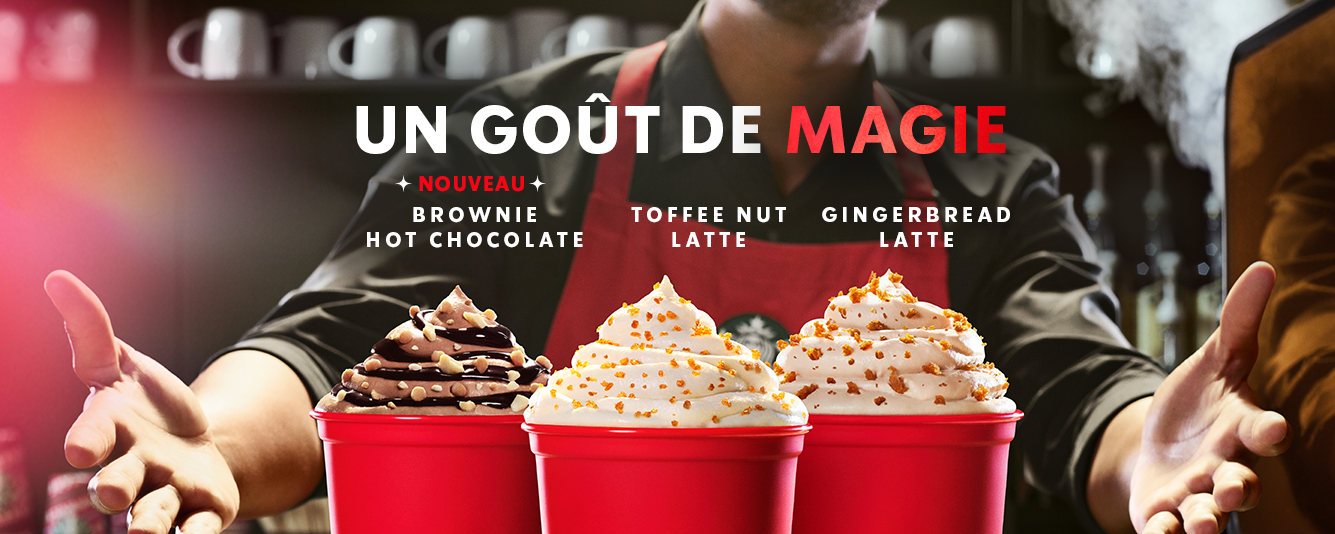 UN GOÛT DE MAGIE
NOUVEAU
BROWNIE
HOT CHOCOLATE
TOFFEE NUT
LATTE
GINGERBREAD
LATTE